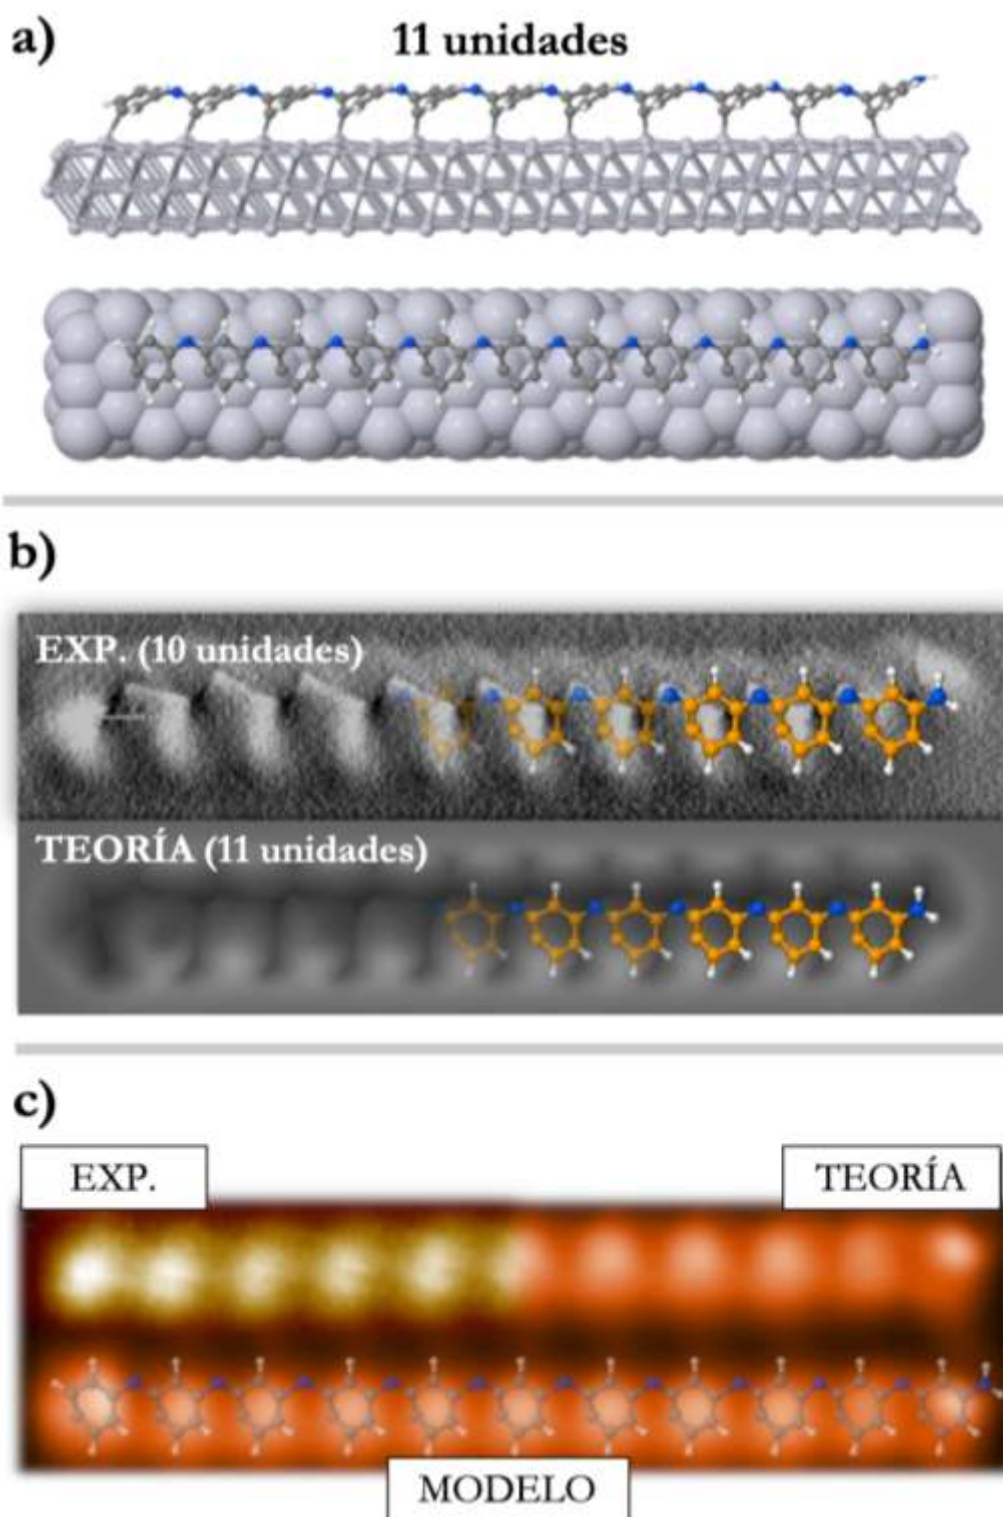 a)
11 unidades
b)
EXP. (10 unidades)
TEORÍA (11 unidades)
c)
EXP.
TEORÍA
MODELO